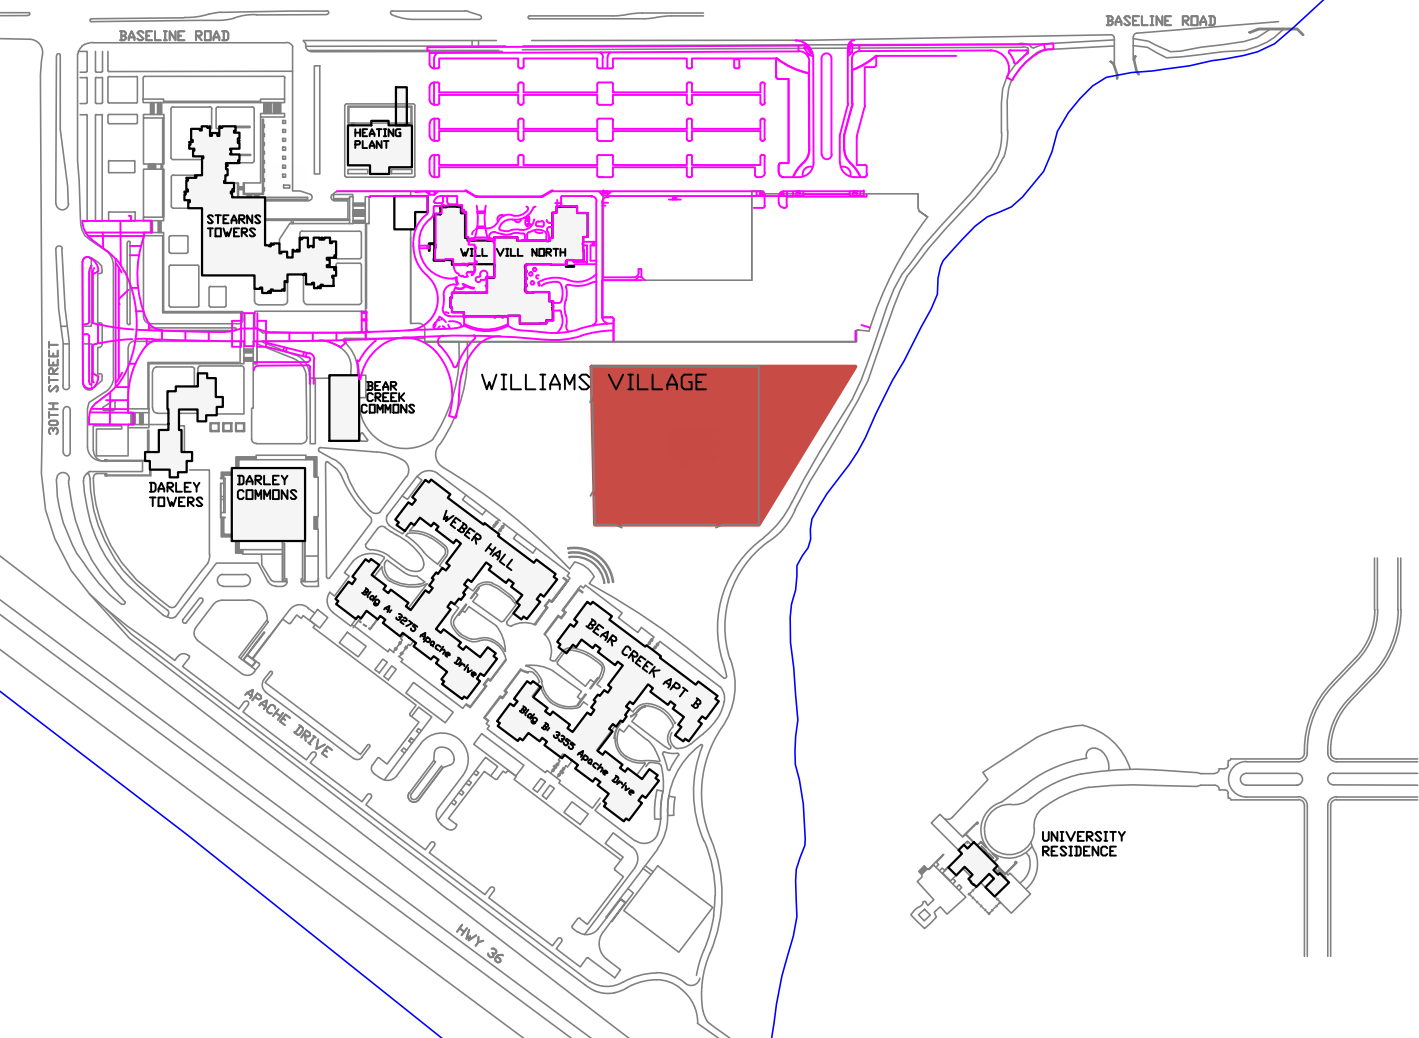 BASELINE ROAD
BASELINE ROAD
HEATING
PLANT
STEARNS
TOWERS
WILL VILL NORTH
30TH STREET
WILLIAMS VILLAGE
BEAR
CREEK
COMMONS
DARLEY
TOWERS
DARLEY
COMMONS
WEBER HALL
Bldg A: 3275 Apache Drive
BEAR CREEK APT B
Bldg B: 3355 Apache Drive
APACHE DRIVE
HWY 36
UNIVERSITY
RESIDENCE